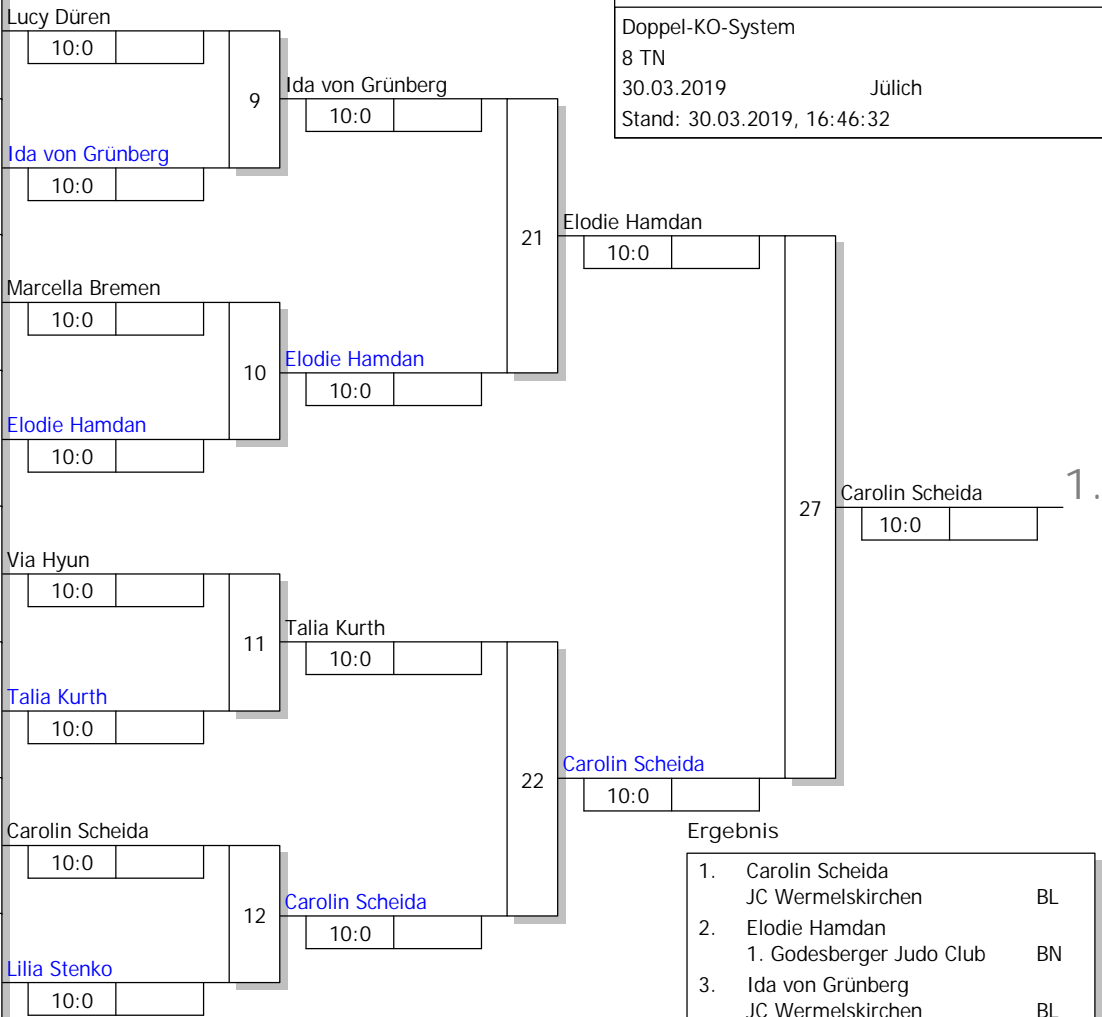 Doppel-KO-System
8 TN
30.03.2019 Jülich
Stand: 30.03.2019, 16:46:32
Lucy Düren
10:0
9
Ida von Grünberg
10:0
Ida von Grünberg
10:0
21
Elodie Hamdan
10:0
Marcella Bremen
10:0
10
Elodie Hamdan
10:0
Elodie Hamdan
10:0
27
Carolin Scheida
10:0
1.
Via Hyun
10:0
11
Talia Kurth
10:0
Talia Kurth
10:0
22
Carolin Scheida
10:0
Carolin Scheida
10:0
12
Carolin Scheida
10:0
Lilia Stenko
10:0
Ergebnis
1. Carolin Scheida
JC Wermelskirchen BL
2. Elodie Hamdan
1. Godesberger Judo Club BN
3. Ida von Grünberg
JC Wermelskirchen BL